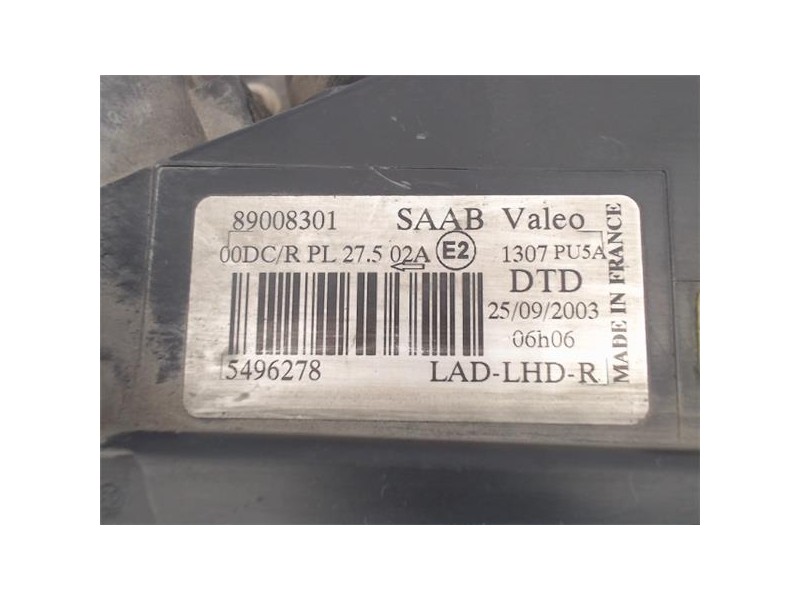 89008301 SAAB Valeo
00DC/R PL 27.5 02A E2 1307 PU5A
DTD
25/09/2003
06h06
5496278 LAD-LHD-R
MADE IN FRANCE